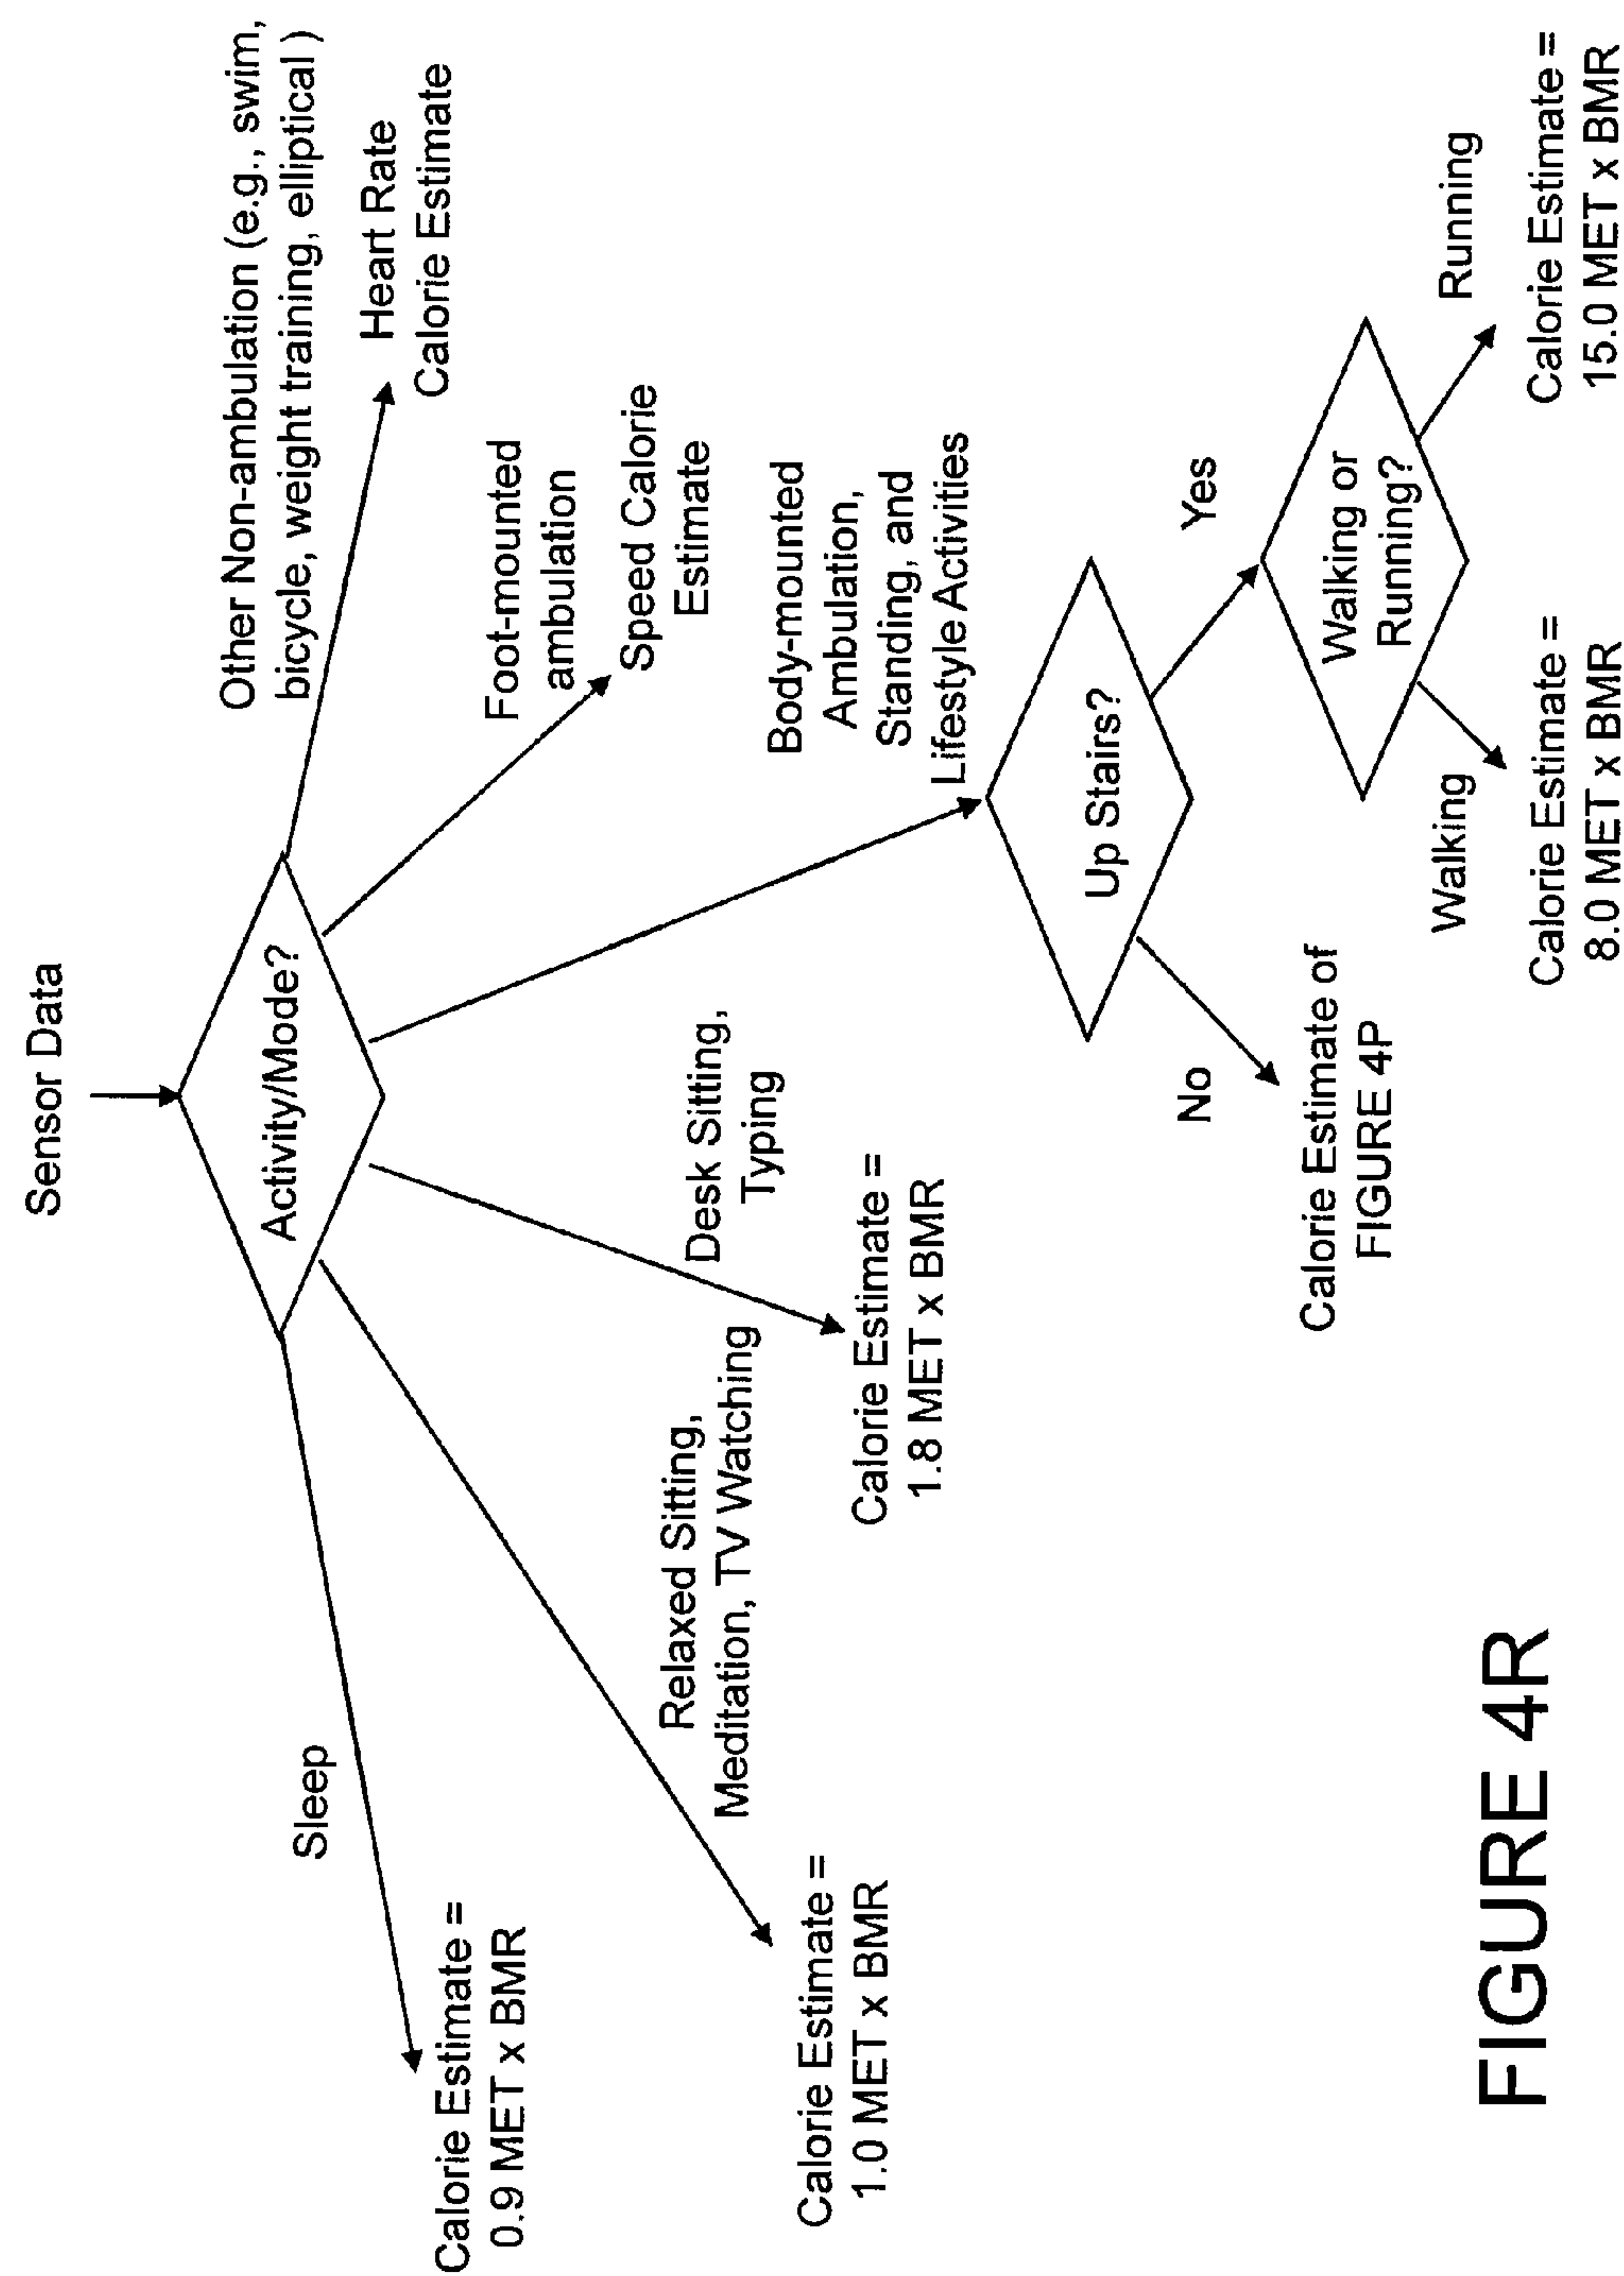 Sensor Data
Activity/Mode?
Sleep
Calorie Estimate =
0.9 MET x BMR
Relaxed Sitting,
Meditation, TV Watching
Calorie Estimate =
1.0 MET x BMR
Desk Sitting,
Typing
Calorie Estimate =
1.8 MET x BMR
Other Non-ambulation (e.g., swim,
bicycle, weight training, elliptical )
Heart Rate
Calorie Estimate
Foot-mounted
ambulation
Speed Calorie
Estimate
Body-mounted
Ambulation,
Standing, and
Lifestyle Activities
Up Stairs?
No
Calorie Estimate of
FIGURE 4P
Yes
Walking or
Running?
Walking
Calorie Estimate =
8.0 MET x BMR
Running
Calorie Estimate =
15.0 MET x BMR
FIGURE 4R